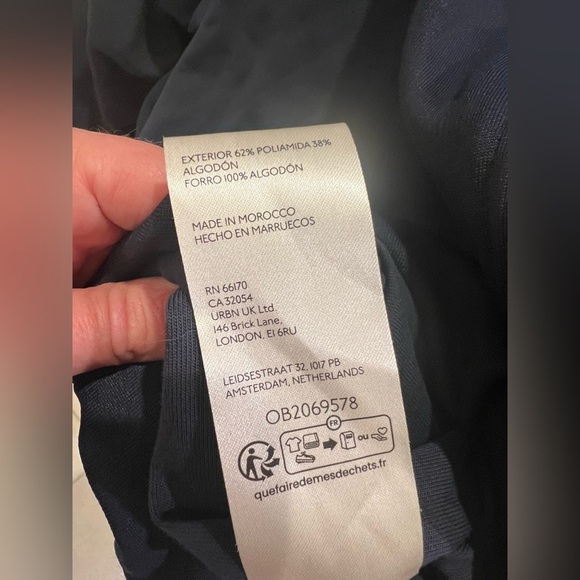 EXTERIOR 62% POLIAMIDA 38%
ALGODÓN
FORRO 100% ALGODÓN
MADE IN MOROCCO
HECHO EN MARRUECOS
RN 66170
CA 32054
URBN UK Ltd.
146 Brick Lane,
LONDON, E1 6RU
LEIDSESTRAAT 32, 1017 PB
AMSTERDAM, NETHERLANDS
OB2069578
FR
ou
quefairedemesdechets.fr